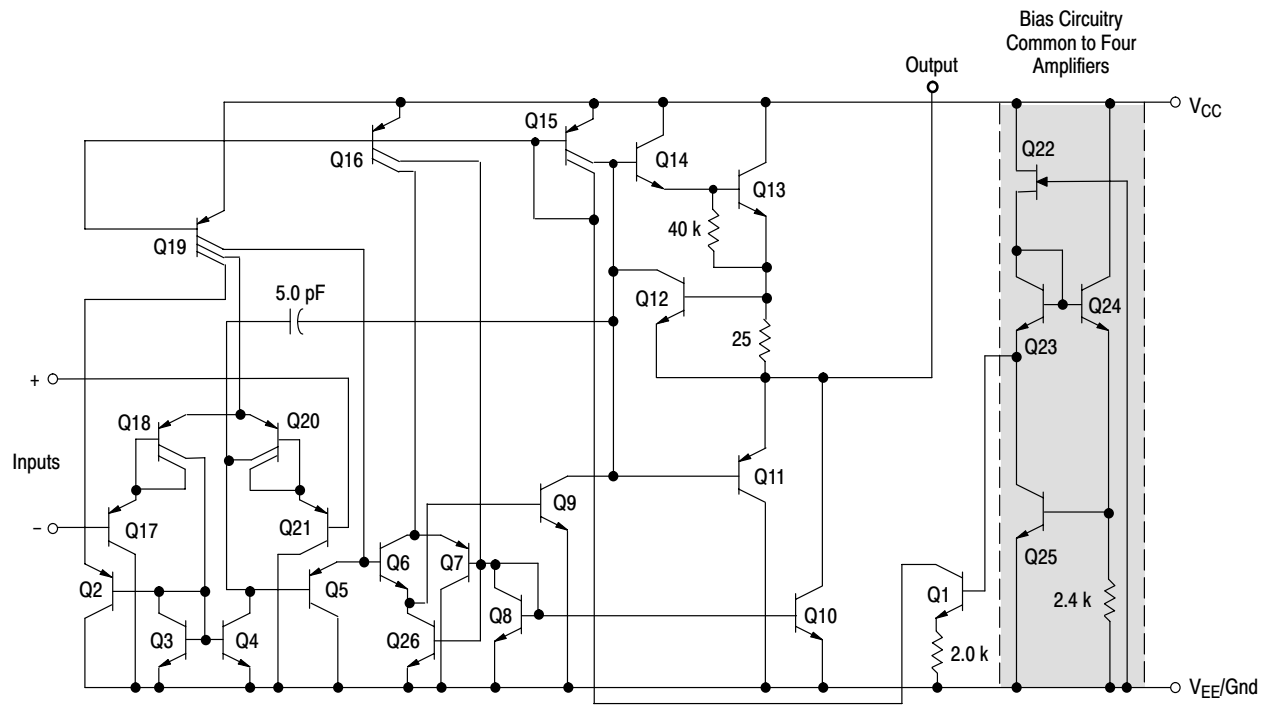 Bias Circuitry
Common to Four
Amplifiers
Output
VCC
Q15
Q22
Q16
Q14
Q13
Q19
40 k
5.0 pF
Q12
Q24
25
Q23
+
Q18
Q20
Inputs
Q9
Q11
−
Q17
Q21
Q25
Q2
Q5
Q6
Q7
Q8
Q10
Q1
2.4 k
Q3
Q4
Q26
2.0 k
VEE/Gnd